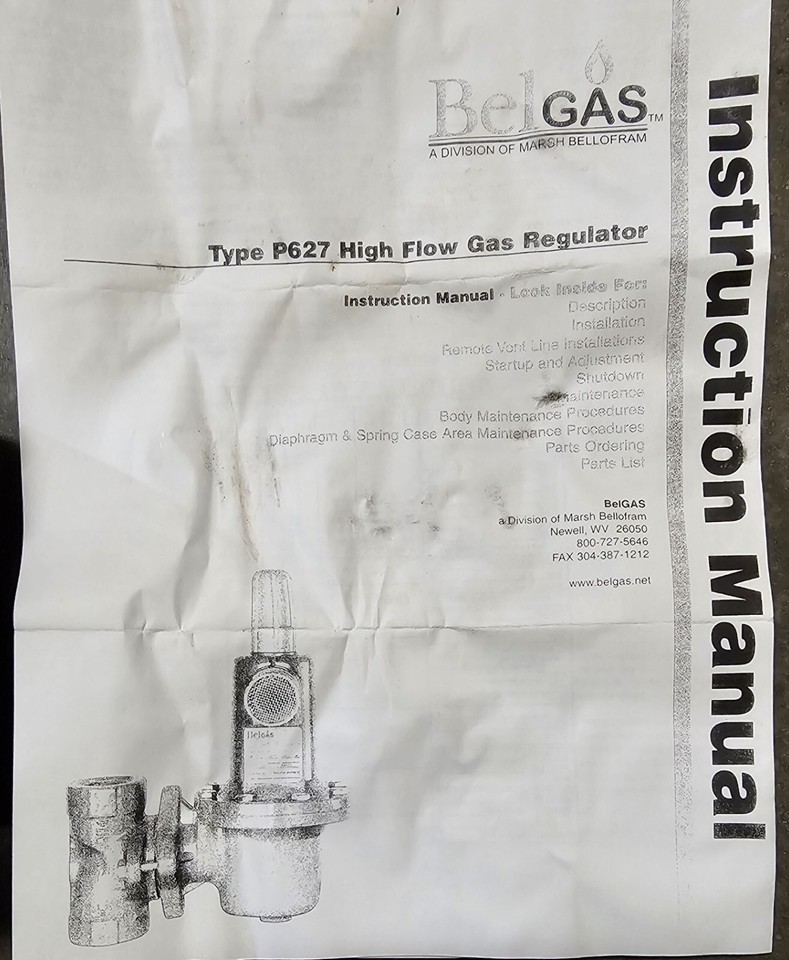 BelGAS™
A DIVISION OF MARSH BELLOFRAM
Instruction Manual
Type P627 High Flow Gas Regulator
Instruction Manual - Look Inside For:
Description
Installation
Remote Vent Line Installations
Startup and Adjustment
Shutdown
Maintenance
Body Maintenance Procedures
Diaphragm & Spring Case Area Maintenance Procedures
Parts Ordering
Parts List
BelGAS
a Division of Marsh Bellofram
Newell, WV 26050
800-727-5646
FAX 304-387-1212
www.belgas.net
BelGAS